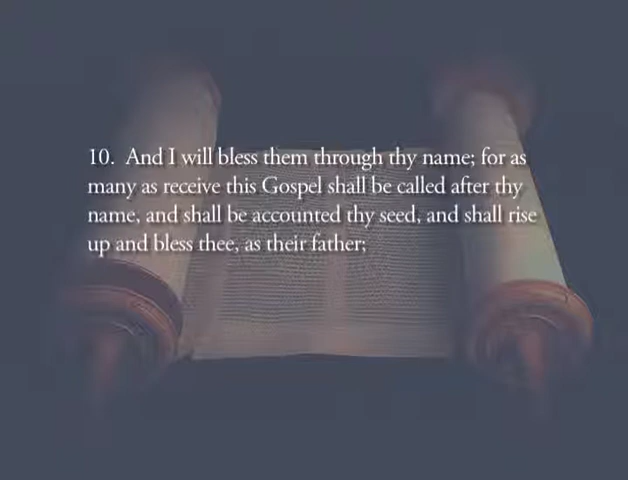 10. And I will bless them through thy name; for as
many as receive this Gospel shall be called after thy
name, and shall be accounted thy seed, and shall rise
up and bless thee, as their father;